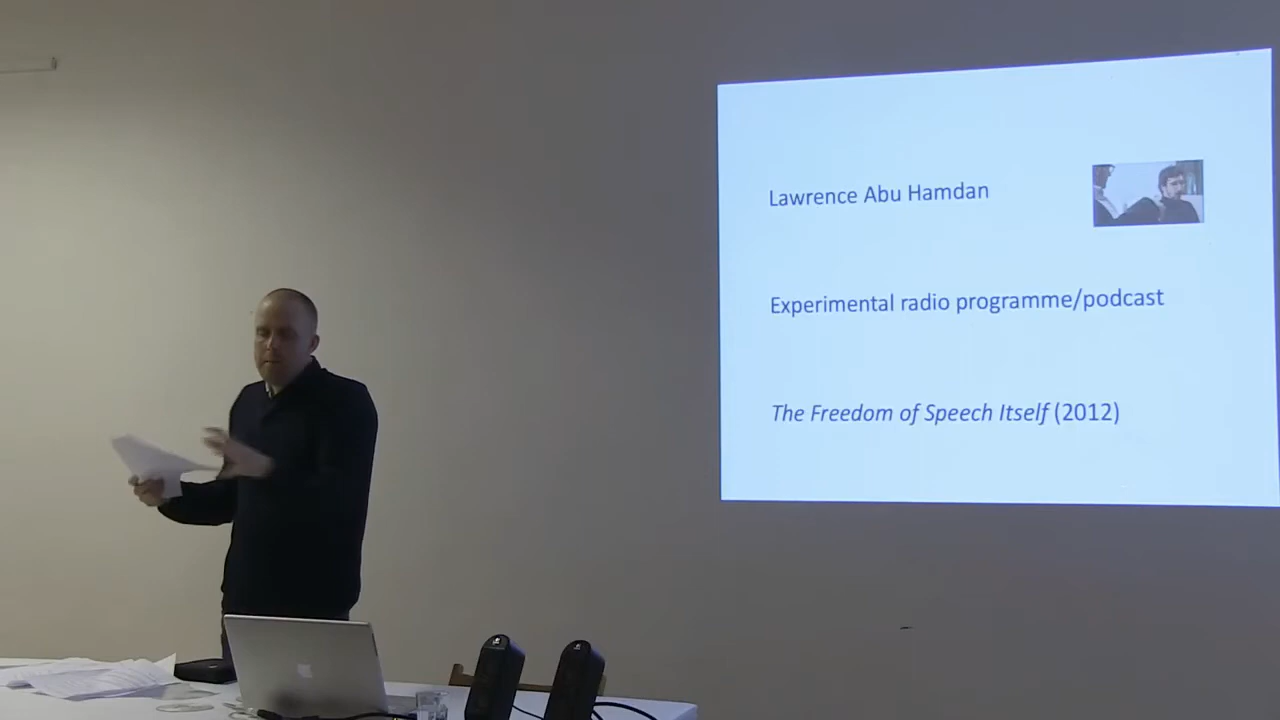 Lawrence Abu Hamdan
Experimental radio programme/podcast
The Freedom of Speech Itself (2012)